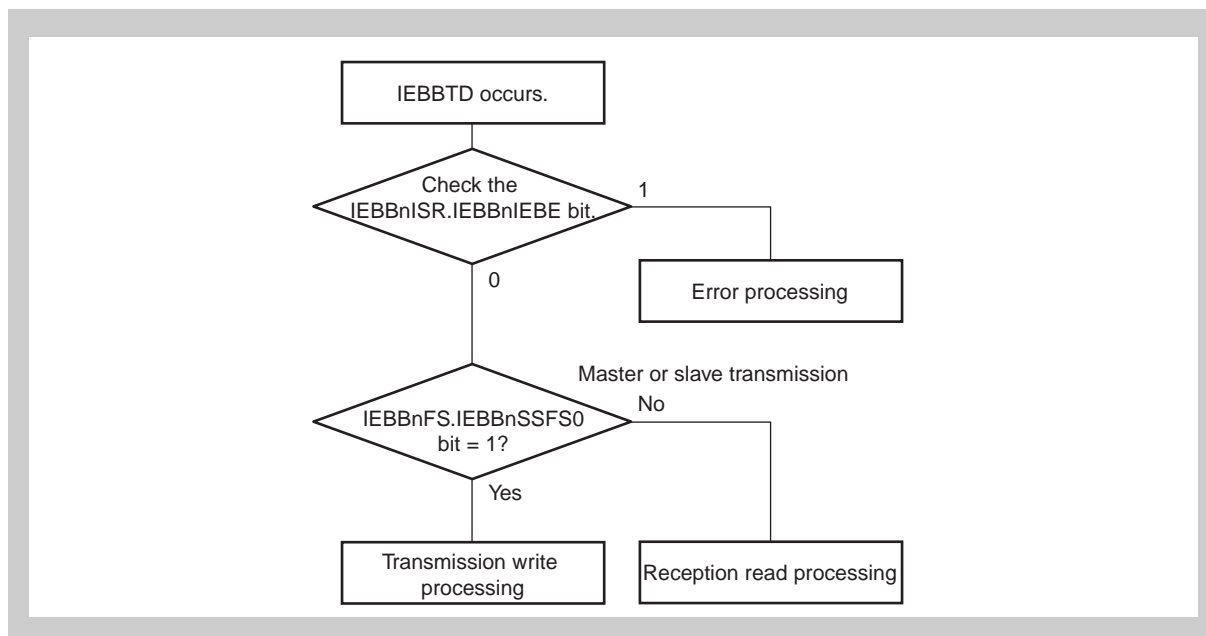 IEBBTD occurs.
Check the
IEBBnISR.IEBBnIEBE bit.
1
0
Error processing
Master or slave transmission
No
IEBBnFS.IEBBnSSFS0
bit = 1?
Yes
Transmission write
processing
Reception read processing